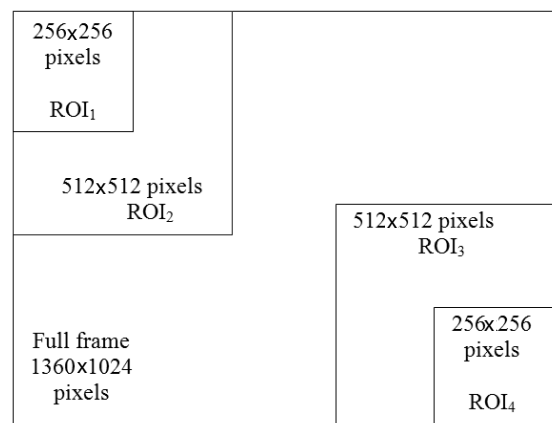 256x256
pixels
ROI₁
512x512 pixels
ROI₂
512x512 pixels
ROI₃
Full frame
1360x1024
pixels
256x256
pixels
ROI₄